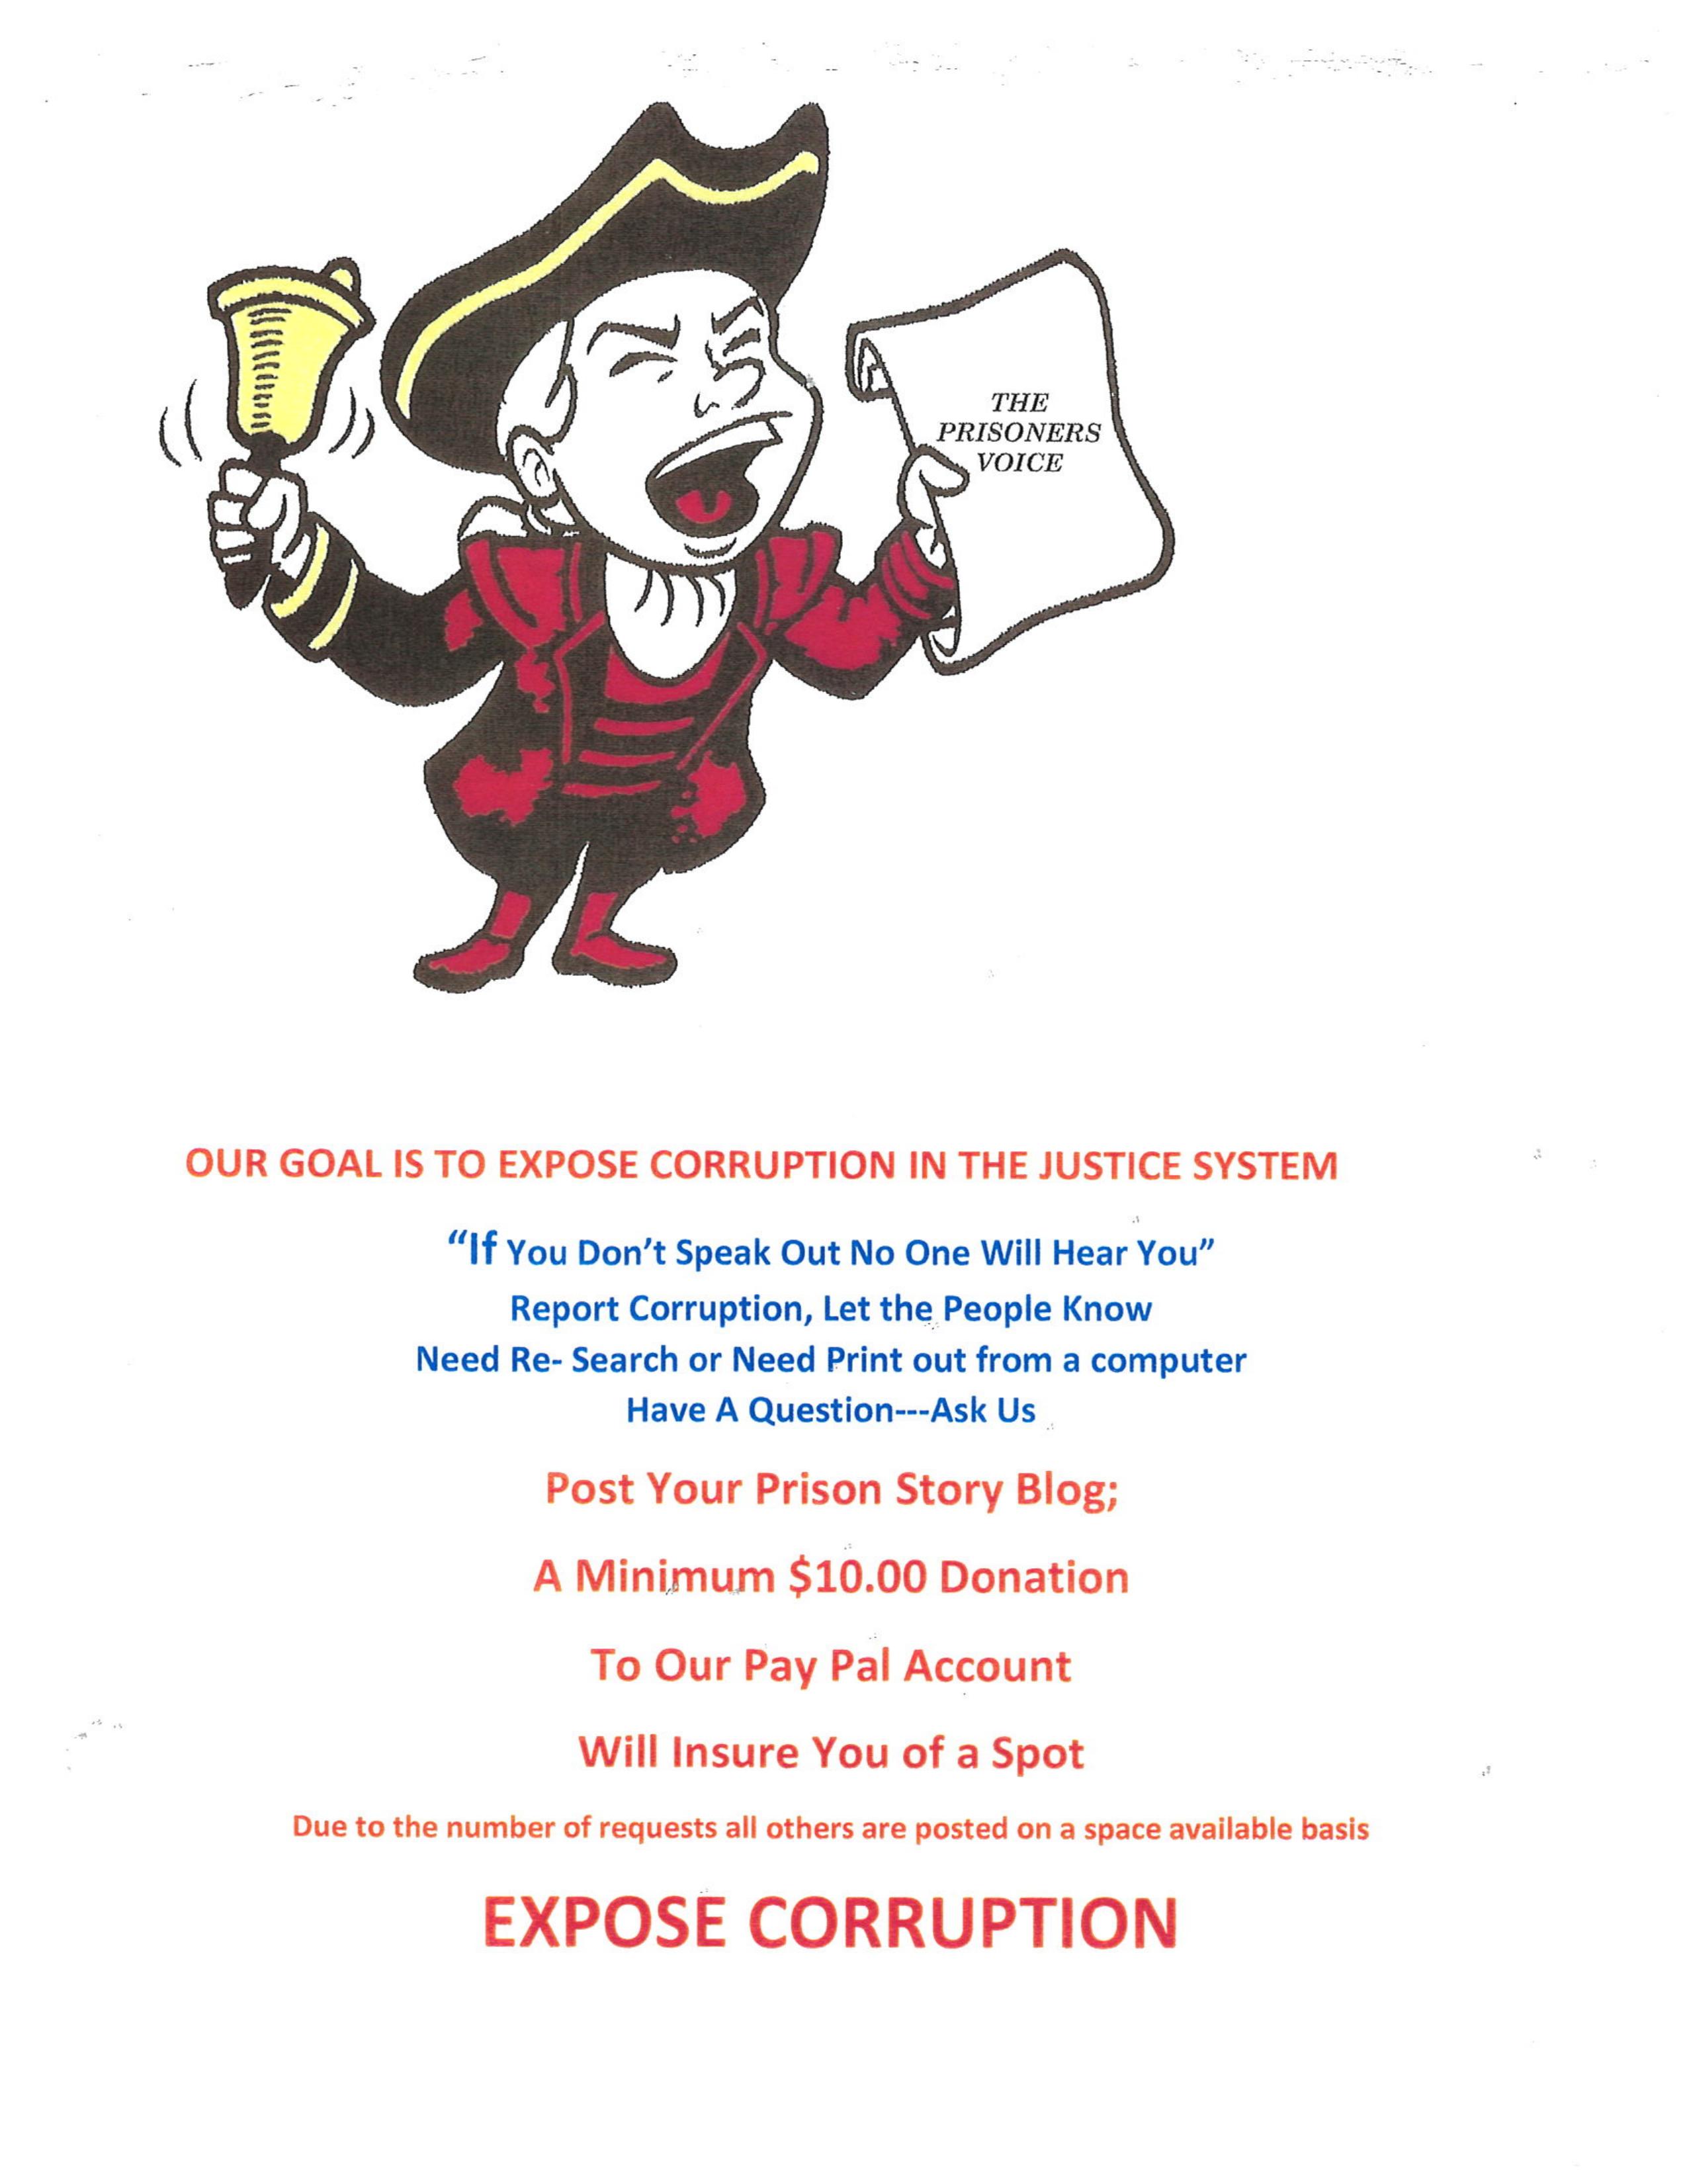 THE
PRISONERS
VOICE
OUR GOAL IS TO EXPOSE CORRUPTION IN THE JUSTICE SYSTEM
“If You Don’t Speak Out No One Will Hear You”
Report Corruption, Let the People Know
Need Re- Search or Need Print out from a computer
Have A Question---Ask Us
Post Your Prison Story Blog;
A Minimum $10.00 Donation
To Our Pay Pal Account
Will Insure You of a Spot
Due to the number of requests all others are posted on a space available basis
EXPOSE CORRUPTION